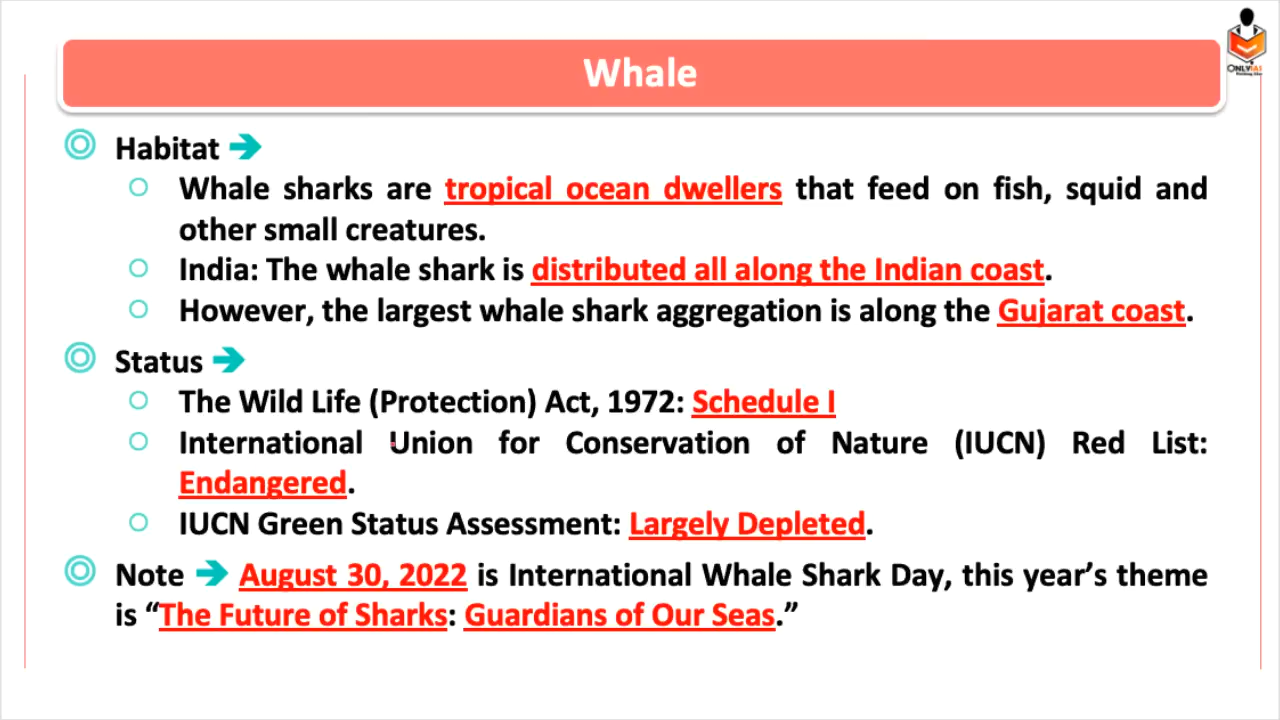 Whale
ONLYIAS
Habitat
Whale sharks are tropical ocean dwellers that feed on fish, squid and
other small creatures.
India: The whale shark is distributed all along the Indian coast.
However, the largest whale shark aggregation is along the Gujarat coast.
Status
The Wild Life (Protection) Act, 1972: Schedule I
International Union for Conservation of Nature (IUCN) Red List:
Endangered.
IUCN Green Status Assessment: Largely Depleted.
Note ➔ August 30, 2022 is International Whale Shark Day, this year’s theme
is “The Future of Sharks: Guardians of Our Seas.”